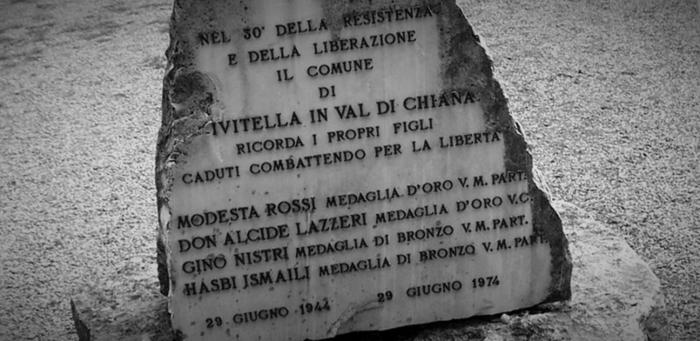 NEL 30° DELLA RESISTENZA
E DELLA LIBERAZIONE
IL COMUNE
DI
IVITELLA IN VAL DI CHIANA
RICORDA I PROPRI FIGLI
CADUTI COMBATTENDO PER LA LIBERTA'
MODESTA ROSSI MEDAGLIA D'ORO V. M. PART.
DON ALCIDE LAZZERI MEDAGLIA D'ORO V.C.
GINO NISTRI MEDAGLIA DI BRONZO V. M. PART.
HASBI JSMAILI MEDAGLIA DI BRONZO V. M. PART.
29 GIUGNO 1944 29 GIUGNO 1974